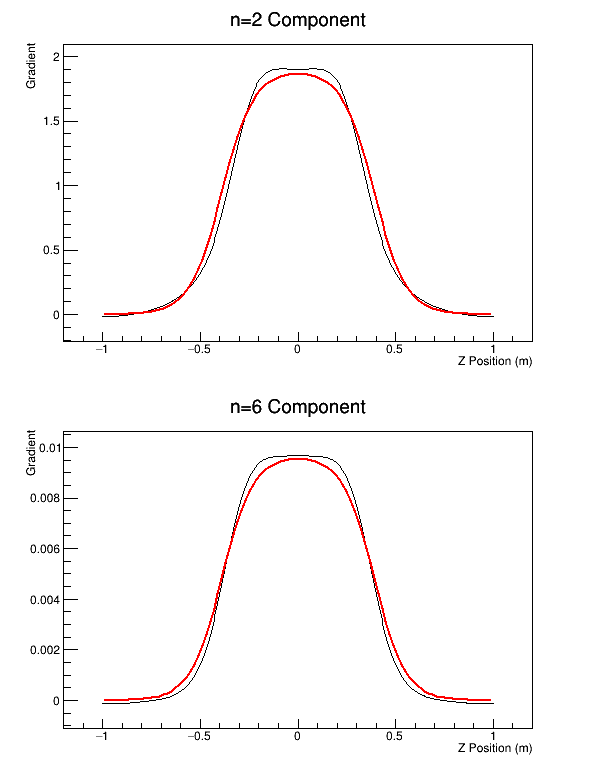 n=2 Component
Gradient
2
1.5
1
0.5
0
−1 −0.5 0 0.5 1
Z Position (m)
n=6 Component
Gradient
0.01
0.008
0.006
0.004
0.002
0
−1 −0.5 0 0.5 1
Z Position (m)